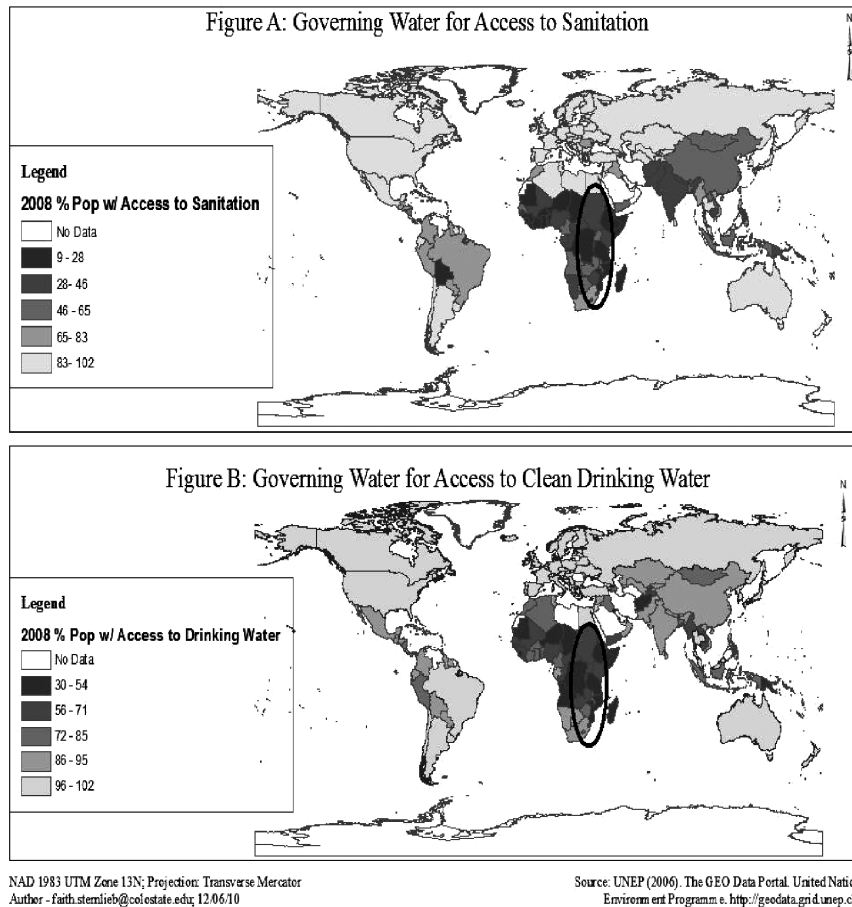 Figure A: Governing Water for Access to Sanitation
N
Legend
2008 % Pop w/ Access to Sanitation
No Data
9 - 28
28 - 46
46 - 65
65 - 83
83- 102
Figure B: Governing Water for Access to Clean Drinking Water
N
Legend
2008 % Pop w/ Access to Drinking Water
No Data
30 - 54
56 - 71
72 - 85
86 - 95
96 - 102
NAD 1983 UTM Zone 13N; Projection: Transverse Mercator
Author - faith.sternlieb@colostate.edu; 12/06/10
Source: UNEP (2006). The GEO Data Portal. United Natio
Environment Programme. http://geodata.grid.unep.c